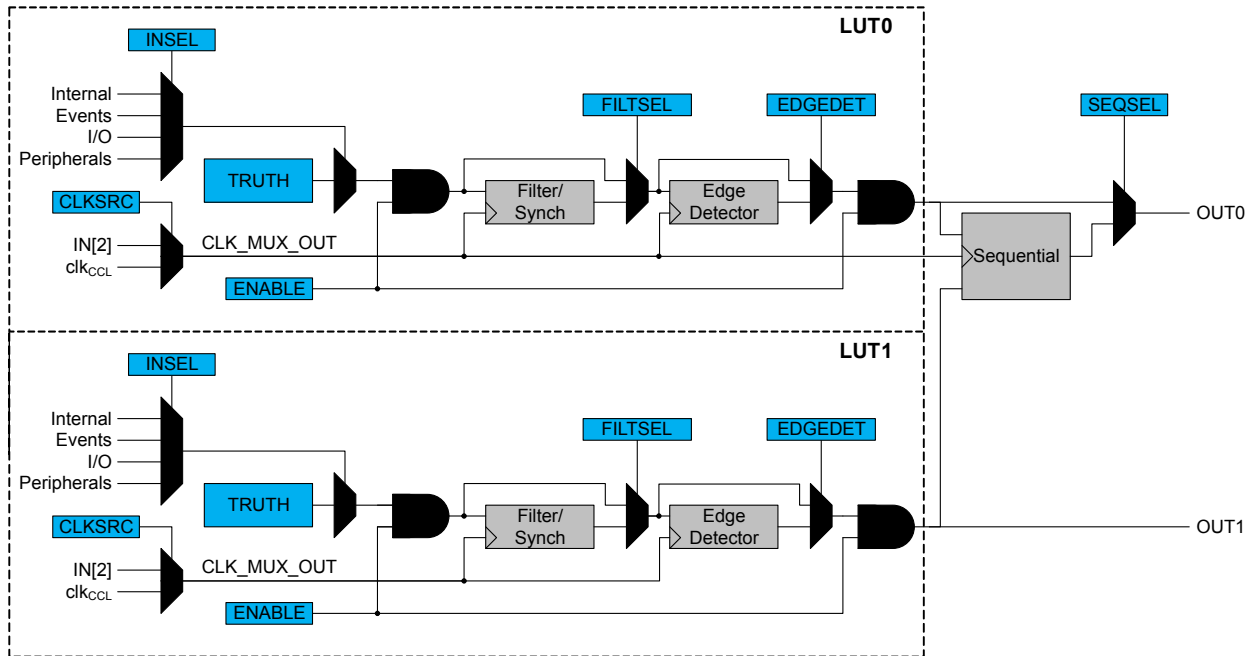 LUT0
INSEL
Internal
Events
I/O
Peripherals
FILTSEL
EDGEDET
SEQSEL
TRUTH
CLKSRC
Filter/
Synch
Edge
Detector
IN[2]
clkCCL
CLK_MUX_OUT
ENABLE
Sequential
OUT0
LUT1
INSEL
Internal
Events
I/O
Peripherals
FILTSEL
EDGEDET
TRUTH
CLKSRC
Filter/
Synch
Edge
Detector
OUT1
IN[2]
clkCCL
CLK_MUX_OUT
ENABLE